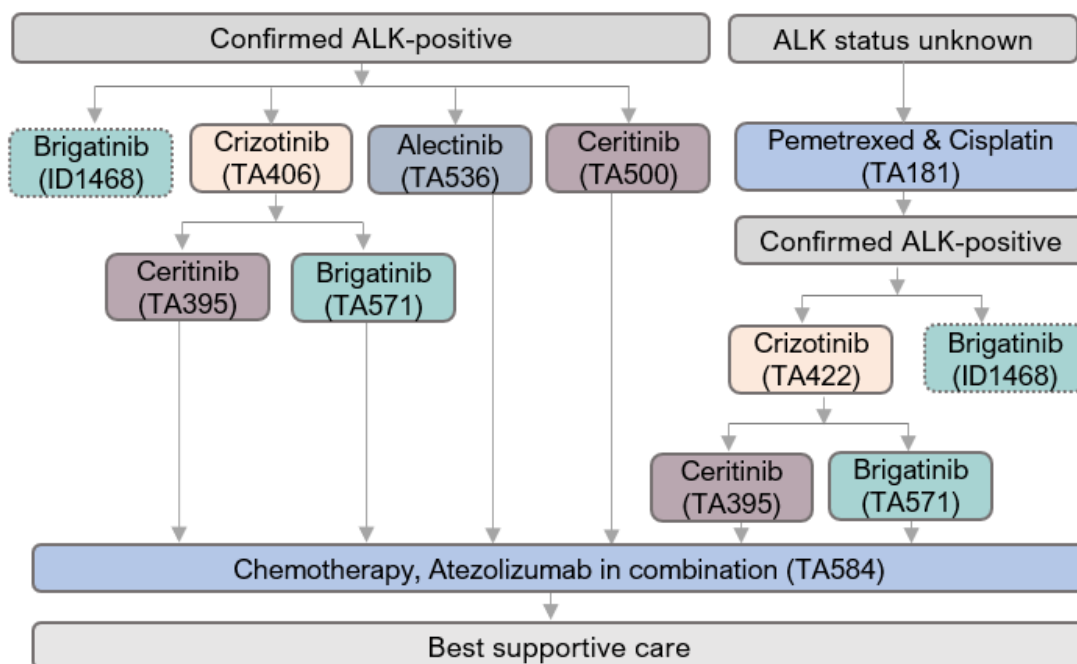 Confirmed ALK-positive
ALK status unknown
Brigatinib
(ID1468)
Crizotinib
(TA406)
Alectinib
(TA536)
Ceritinib
(TA500)
Pemetrexed & Cisplatin
(TA181)
Confirmed ALK-positive
Ceritinib
(TA395)
Brigatinib
(TA571)
Crizotinib
(TA422)
Brigatinib
(ID1468)
Ceritinib
(TA395)
Brigatinib
(TA571)
Chemotherapy, Atezolizumab in combination (TA584)
Best supportive care